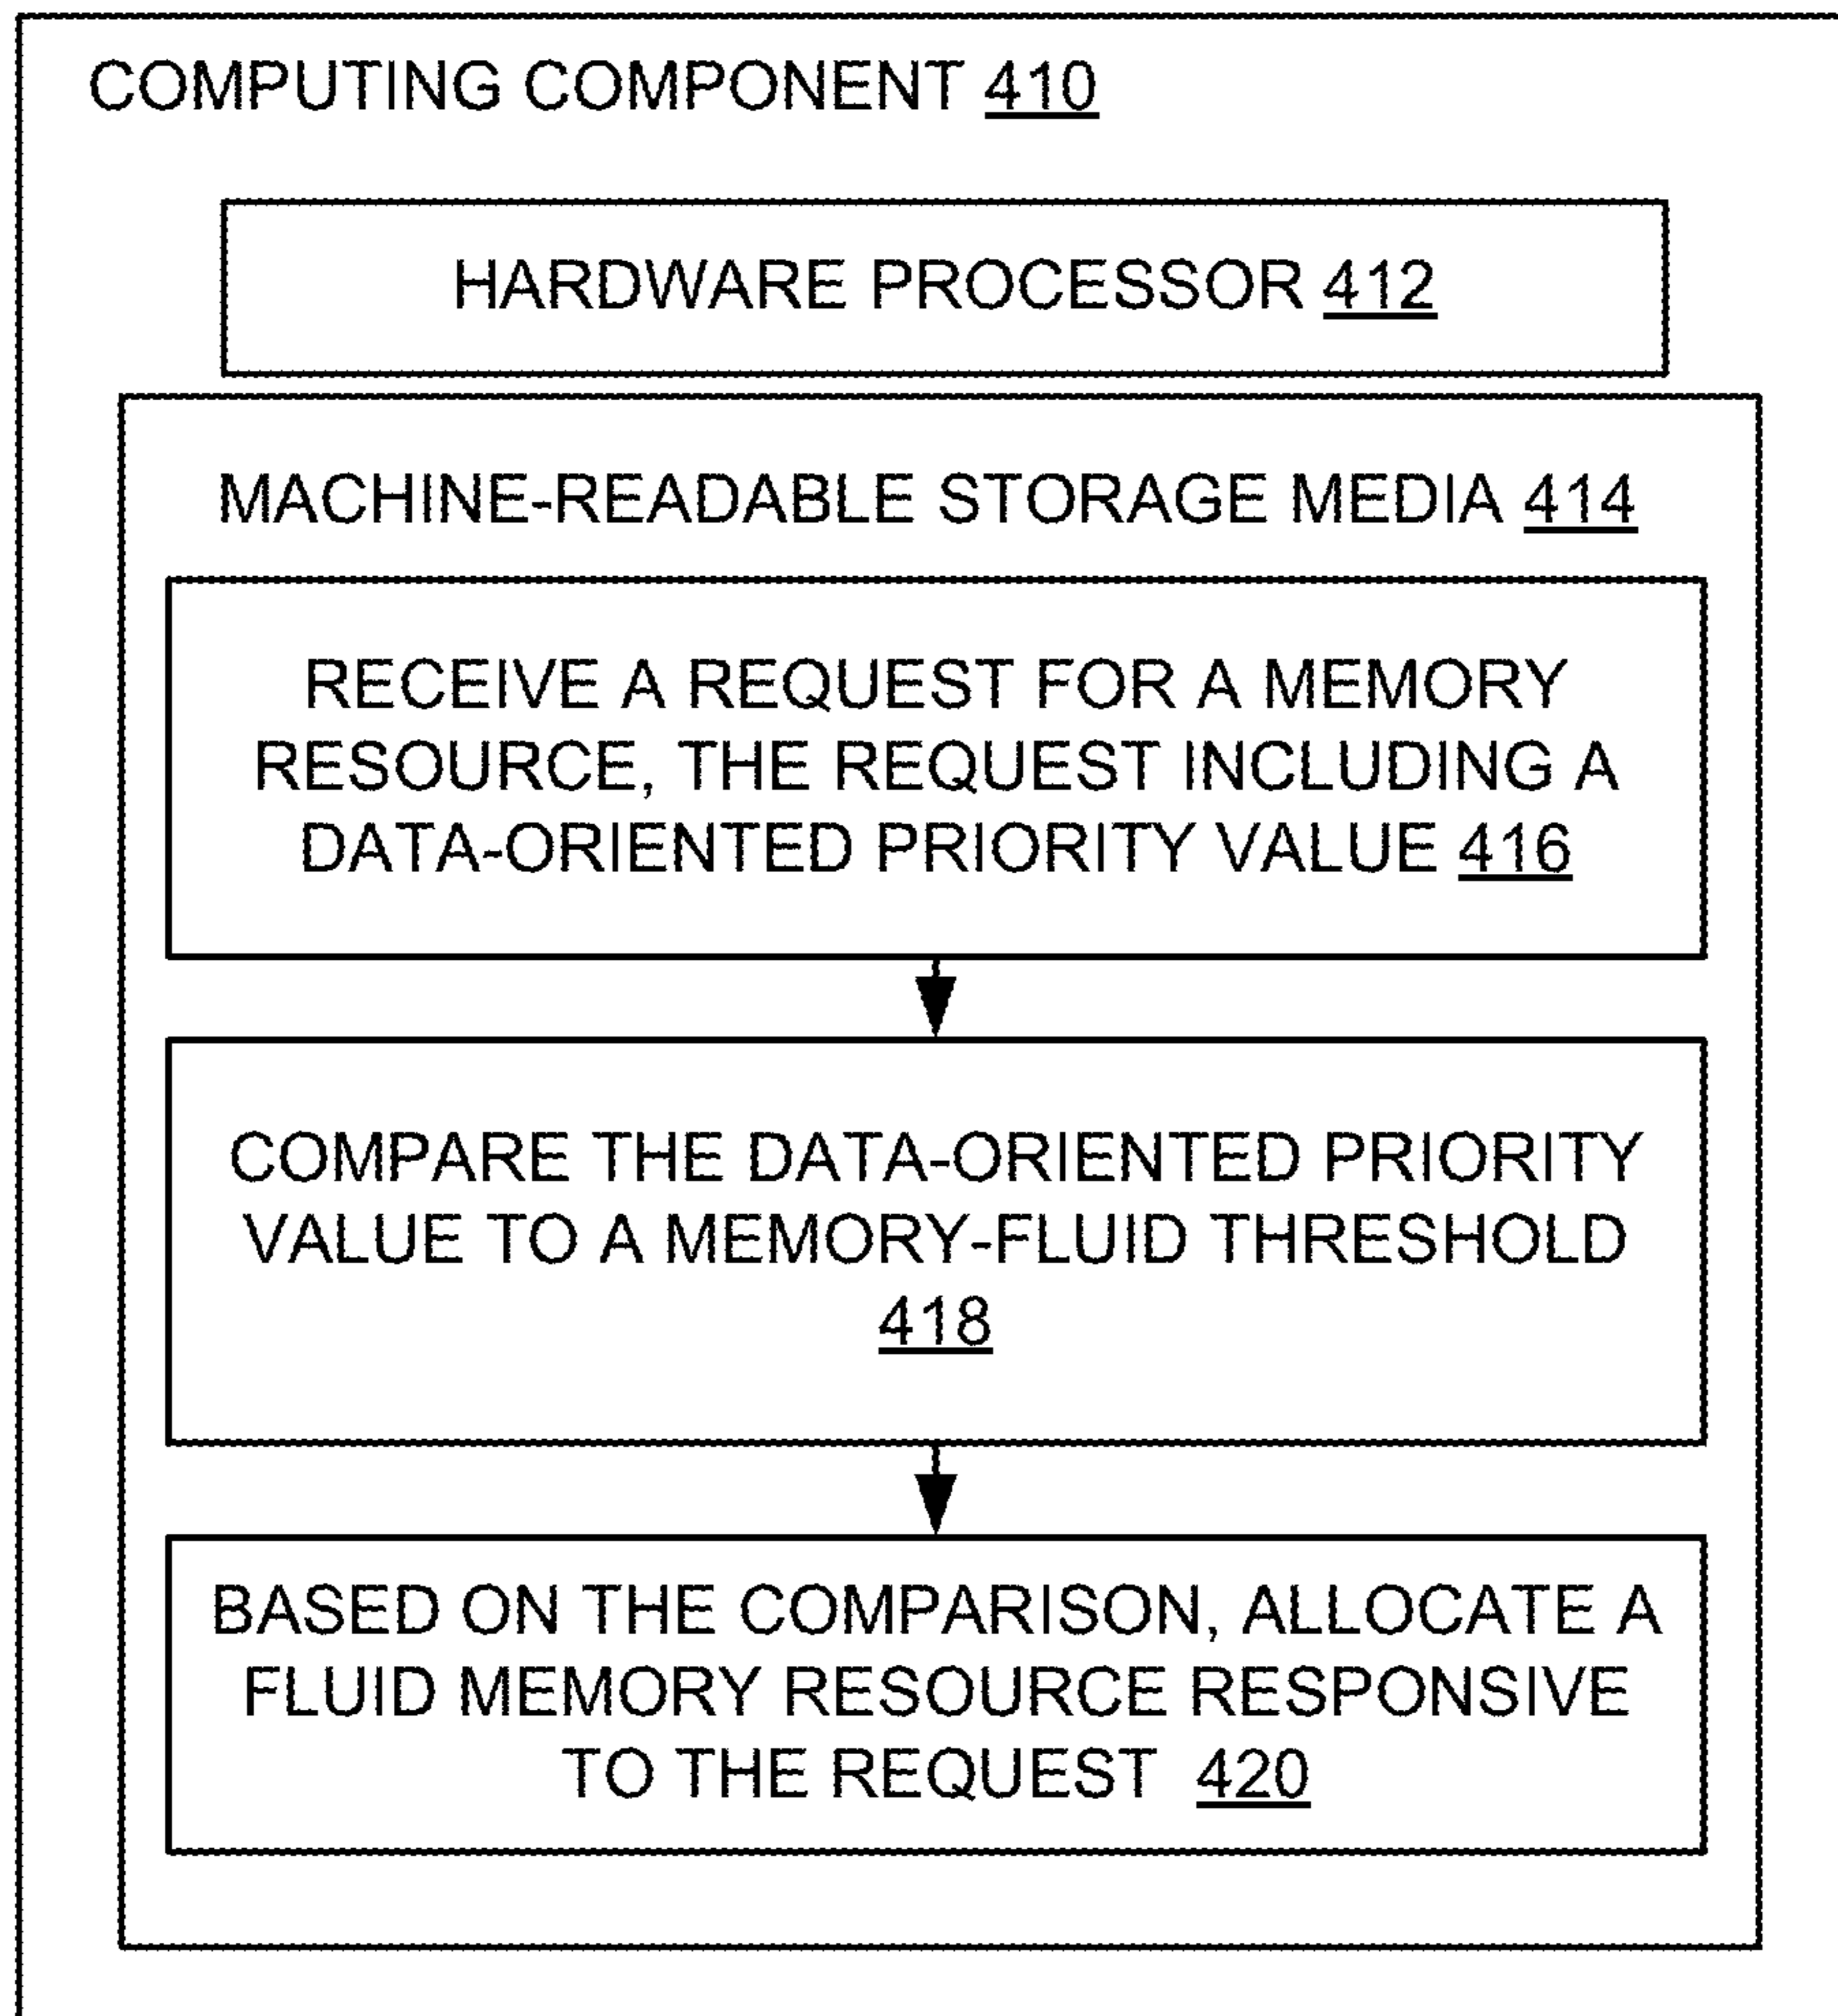 COMPUTING COMPONENT 410
HARDWARE PROCESSOR 412
MACHINE-READABLE STORAGE MEDIA 414
RECEIVE A REQUEST FOR A MEMORY
RESOURCE, THE REQUEST INCLUDING A
DATA-ORIENTED PRIORITY VALUE 416
COMPARE THE DATA-ORIENTED PRIORITY
VALUE TO A MEMORY-FLUID THRESHOLD
418
BASED ON THE COMPARISON, ALLOCATE A
FLUID MEMORY RESOURCE RESPONSIVE
TO THE REQUEST 420